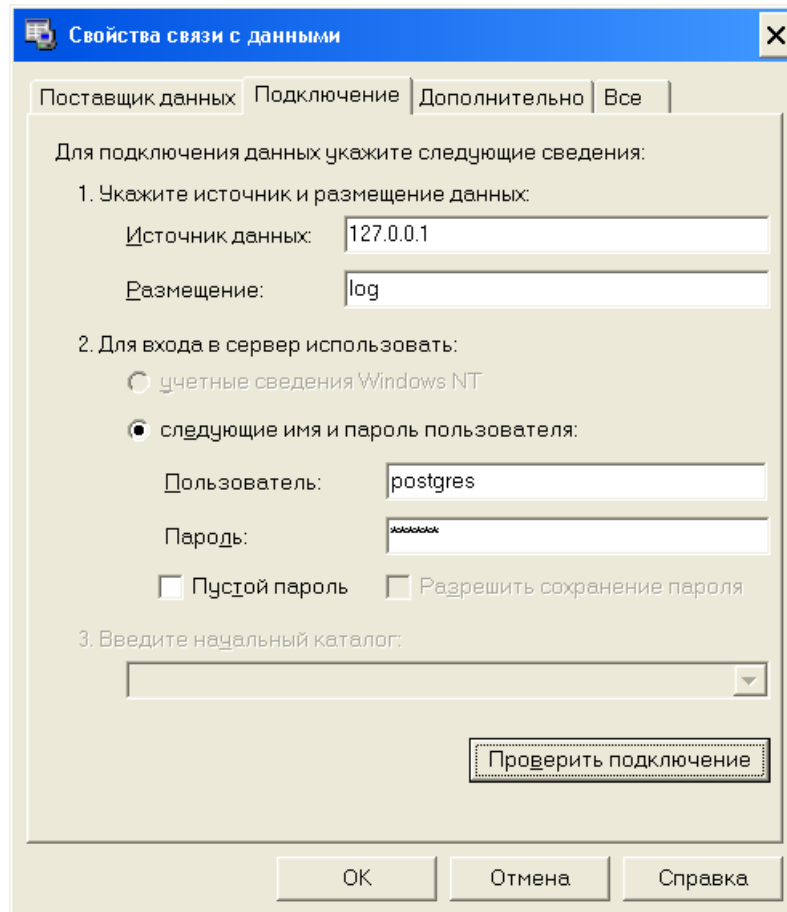 Свойства связи с данными
Поставщик данных Подключение Дополнительно Все
Для подключения данных укажите следующие сведения:
1. Укажите источник и размещение данных:
Источник данных: 127.0.0.1
Размещение: log
2. Для входа в сервер использовать:
учетные сведения Windows NT
следующие имя и пароль пользователя:
Пользователь: postgres
Пароль: *******
Пустой пароль Разрешить сохранение пароля
3. Введите начальный каталог:
Проверить подключение
OK Отмена Справка